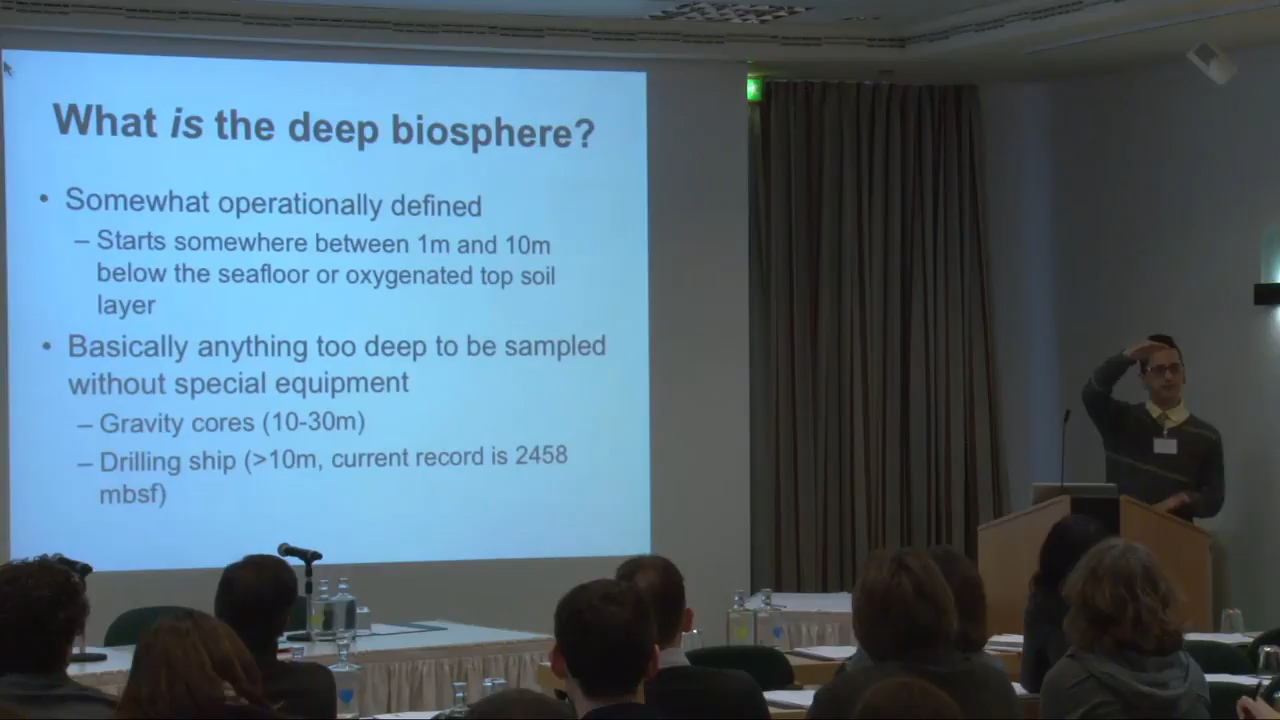 What is the deep biosphere?
• Somewhat operationally defined
– Starts somewhere between 1m and 10m
below the seafloor or oxygenated top soil
layer
• Basically anything too deep to be sampled
without special equipment
– Gravity cores (10-30m)
– Drilling ship (>10m, current record is 2458
mbsf)